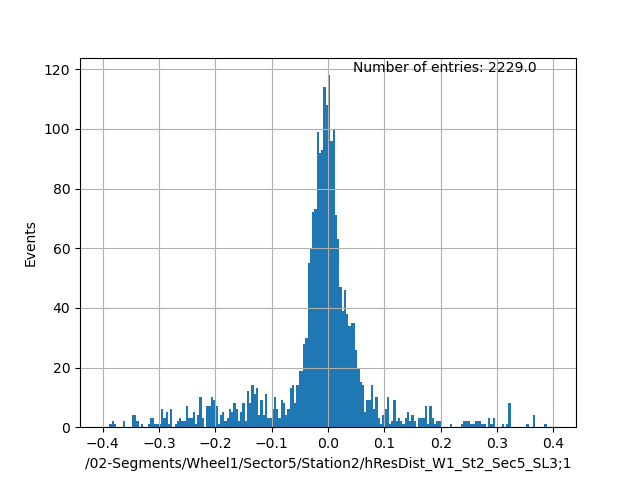 Number of entries: 2229.0
120
100
80
60
40
20
0
Events
−0.4 −0.3 −0.2 −0.1 0.0 0.1 0.2 0.3 0.4
/02-Segments/Wheel1/Sector5/Station2/hResDist_W1_St2_Sec5_SL3;1